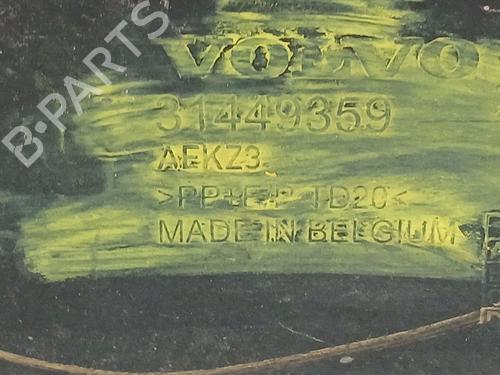 B-PARTS
VOLVO
31449359
AEKZ3
>PP+E/P TD20<
MADE IN BELGIUM